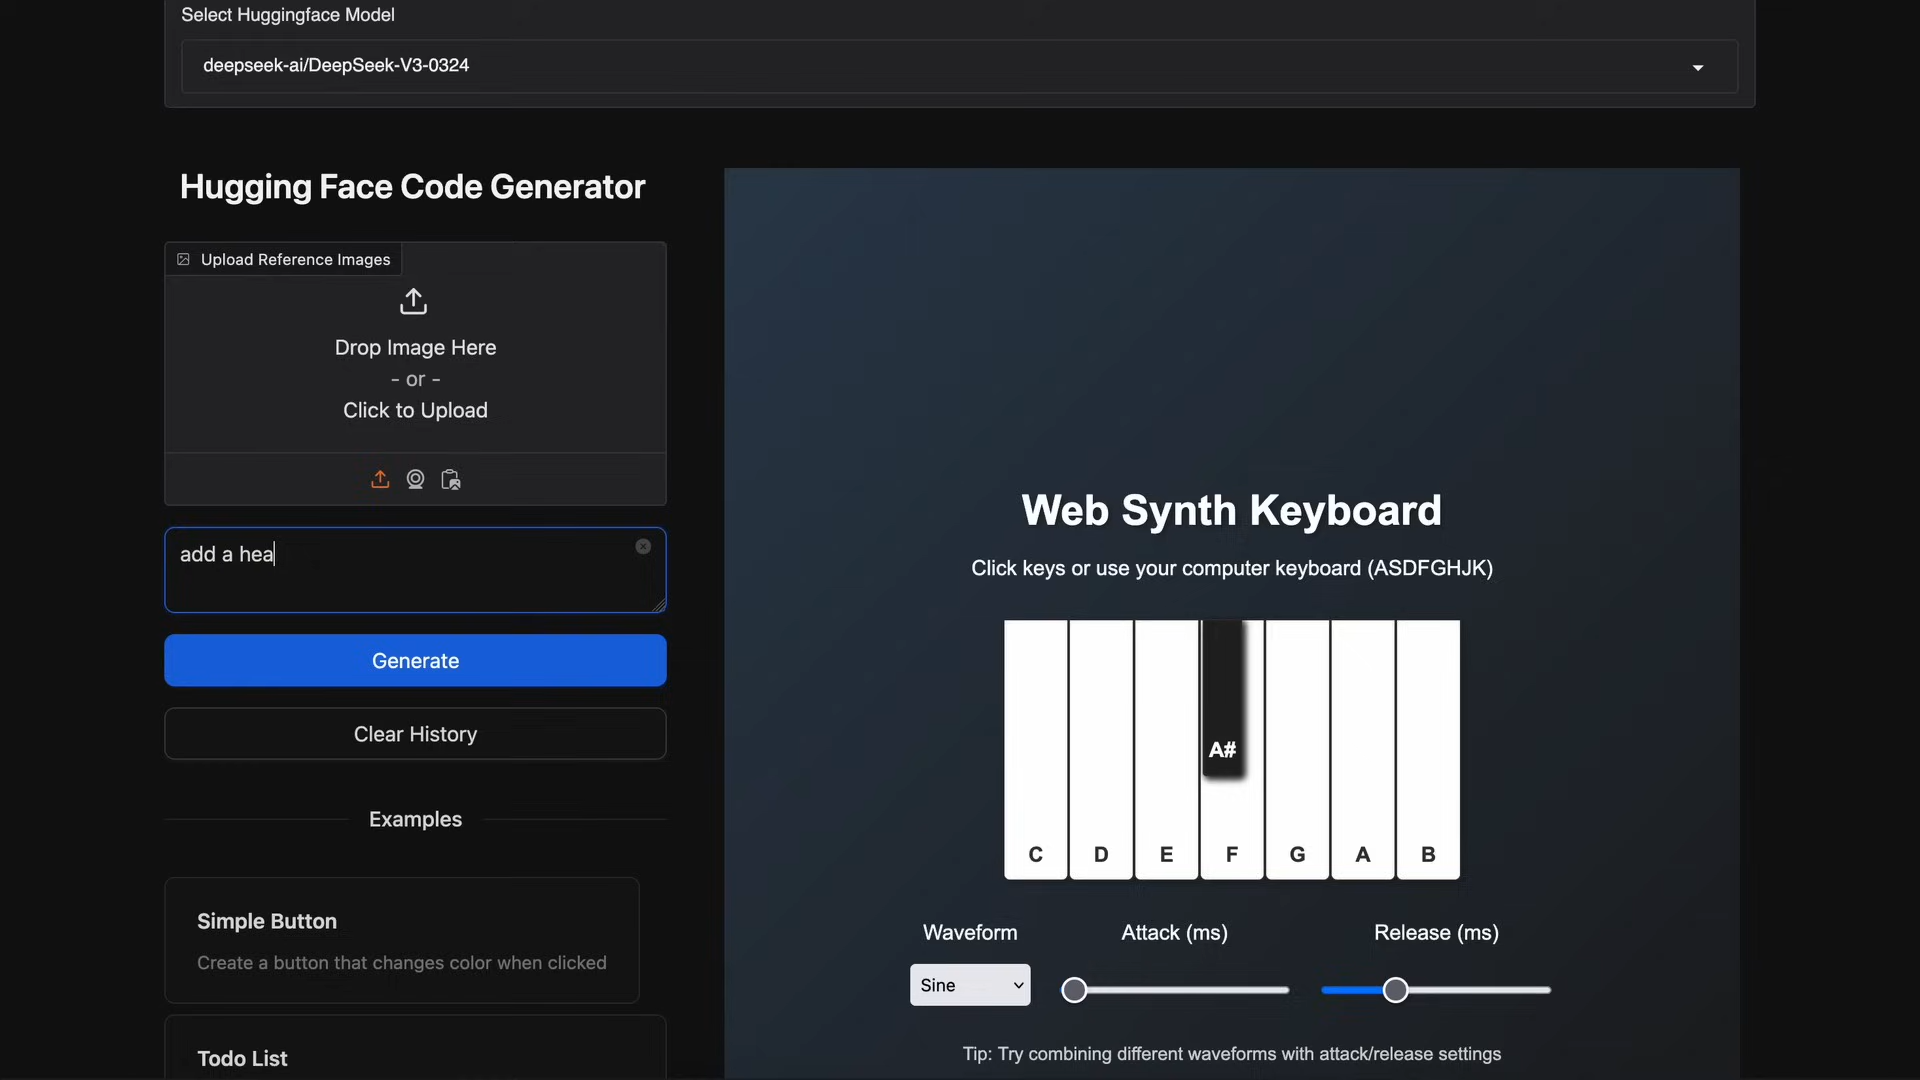 Select Huggingface Model
deepseek-ai/DeepSeek-V3-0324
Hugging Face Code Generator
Upload Reference Images
Drop Image Here
- or -
Click to Upload
add a hea
Generate
Clear History
Examples
Simple Button
Create a button that changes color when clicked
Todo List
Web Synth Keyboard
Click keys or use your computer keyboard (ASDFGHJK)
A#
C D E F G A B
Waveform Attack (ms) Release (ms)
Sine
Tip: Try combining different waveforms with attack/release settings